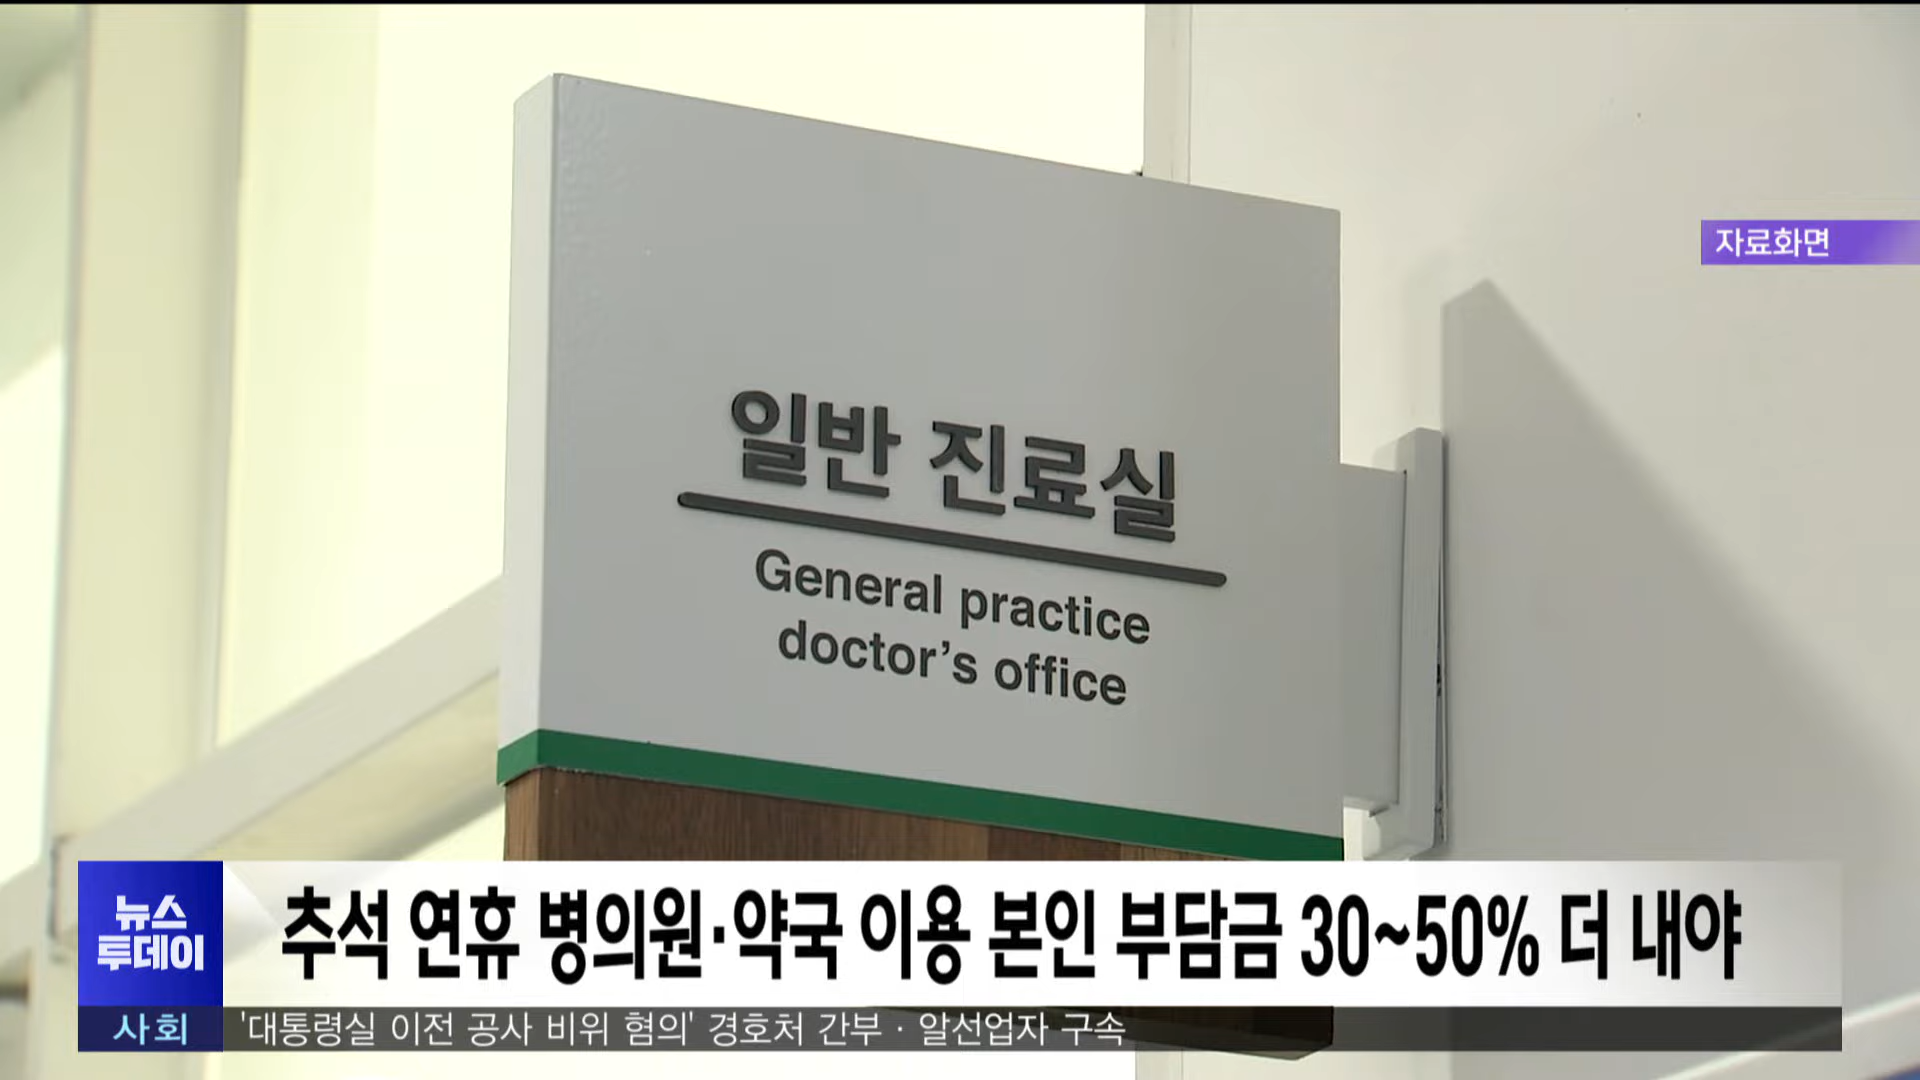 자료화면
일반 진료실
General practice
doctor's office
뉴스
투데이
추석 연휴 병의원·약국 이용 본인 부담금 30~50% 더 내야
사회
'대통령실 이전 공사 비위 혐의' 경호처 간부 · 알선업자 구속